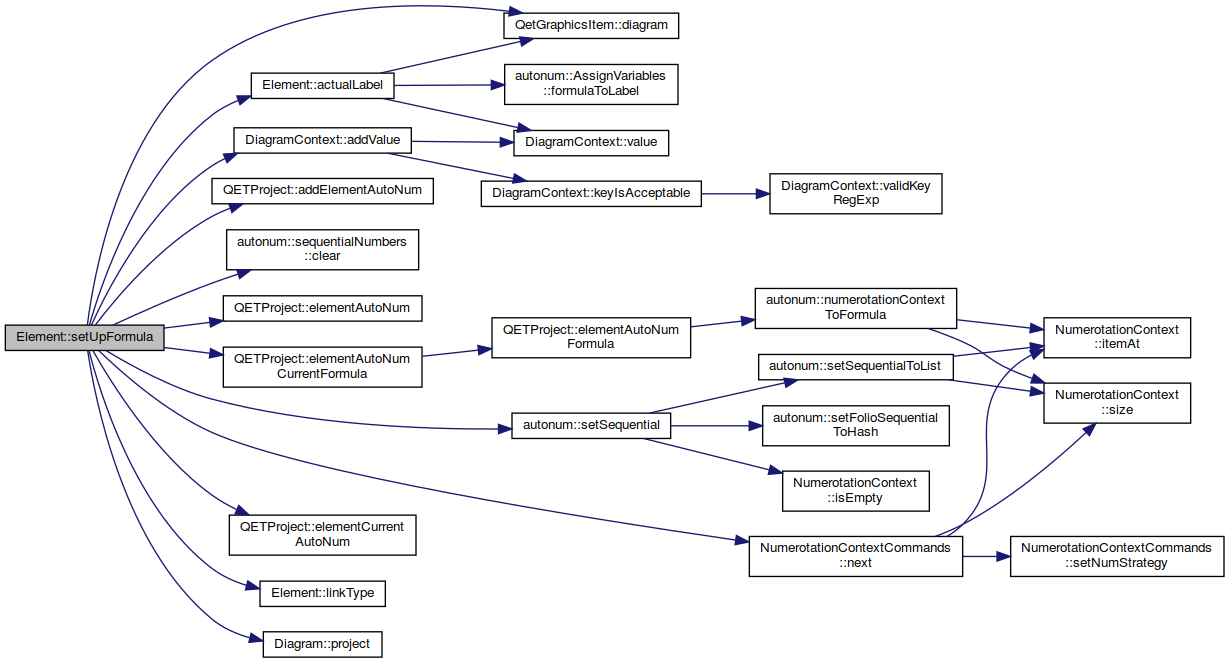 Element::setUpFormula
QetGraphicsItem::diagram
Element::actualLabel
autonum::AssignVariables
::formulaToLabel
DiagramContext::addValue
DiagramContext::value
QETProject::addElementAutoNum
DiagramContext::keyIsAcceptable
DiagramContext::validKey
RegExp
autonum::sequentialNumbers
::clear
QETProject::elementAutoNum
QETProject::elementAutoNum
CurrentFormula
QETProject::elementAutoNum
Formula
autonum::numerotationContext
ToFormula
NumerotationContext
::itemAt
autonum::setSequentialToList
NumerotationContext
::size
autonum::setSequential
autonum::setFolioSequential
ToHash
NumerotationContext
::isEmpty
QETProject::elementCurrent
AutoNum
NumerotationContextCommands
::next
NumerotationContextCommands
::setNumStrategy
Element::linkType
Diagram::project